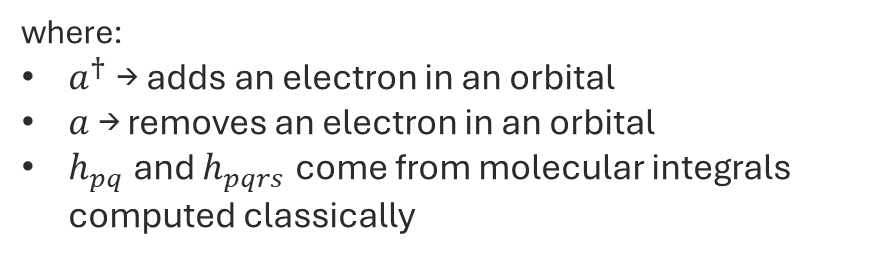 where:
• a† → adds an electron in an orbital
• a → removes an electron in an orbital
• hpq and hpqrs come from molecular integrals
computed classically